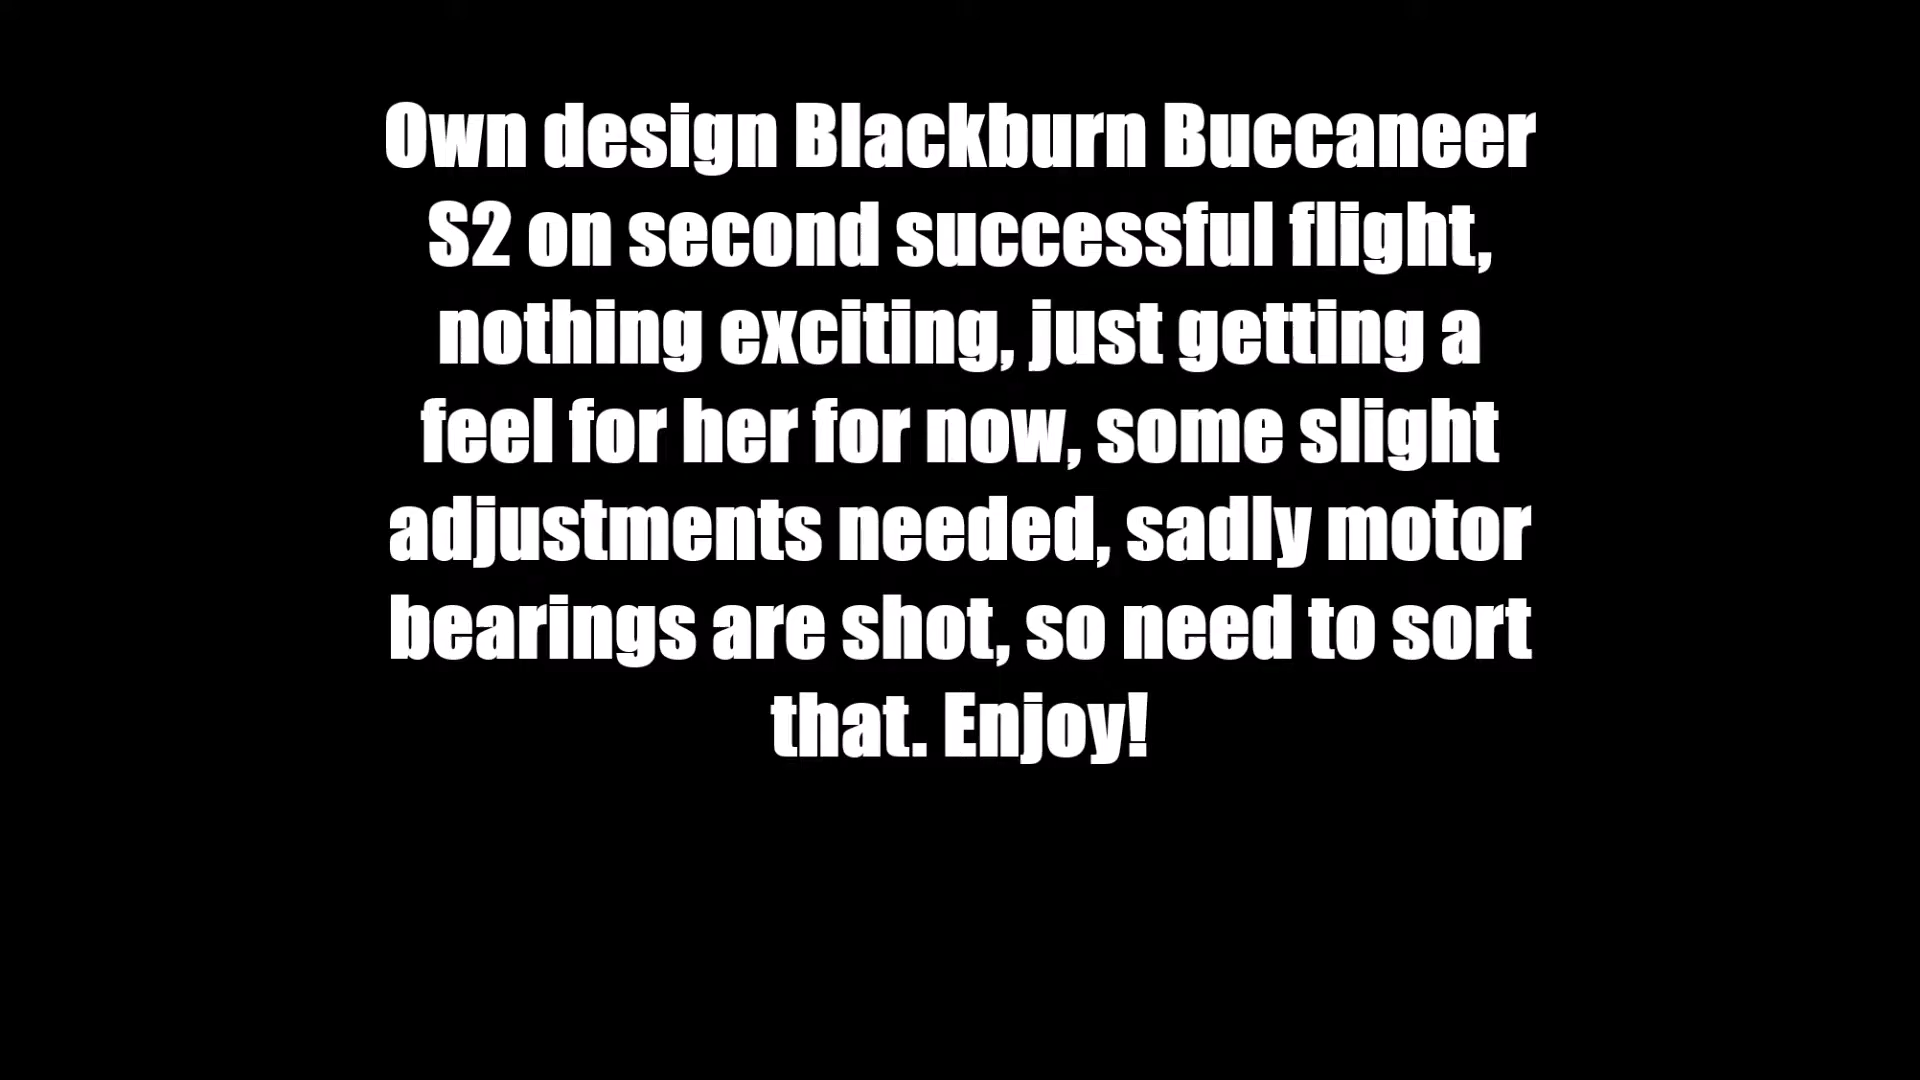 Own design Blackburn Buccaneer
S2 on second successful flight,
nothing exciting, just getting a
feel for her for now, some slight
adjustments needed, sadly motor
bearings are shot, so need to sort
that. Enjoy!